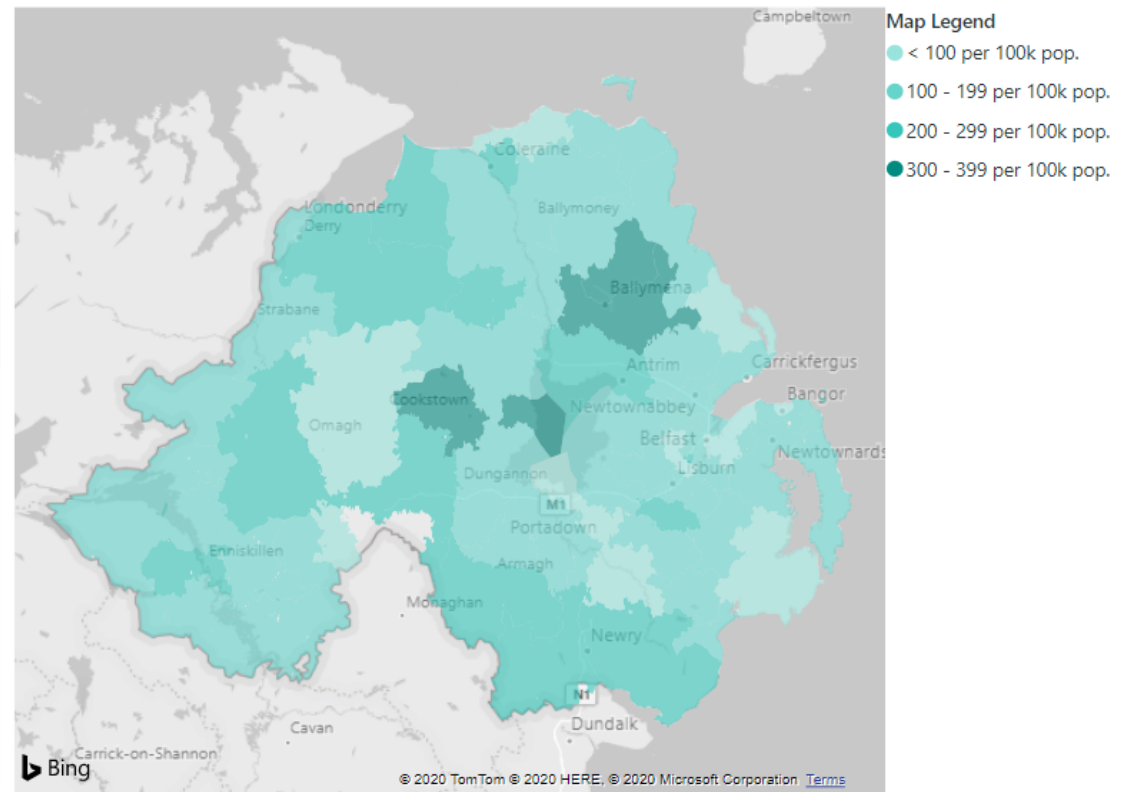 Campbeltown
Map Legend
< 100 per 100k pop.
100 - 199 per 100k pop.
200 - 299 per 100k pop.
300 - 399 per 100k pop.
Coleraine
Londonderry
Derry
Ballymoney
Ballymena
Strabane
Antrim
Carrickfergus
Cookstown
Bangor
Newtownabbey
Omagh
Belfast
Newtownards
Lisburn
Dungannon
M1
Portadown
Enniskillen
Armagh
Monaghan
Newry
N1
Dundalk
Cavan
Carrick-on-Shannon
Bing
© 2020 TomTom © 2020 HERE, © 2020 Microsoft Corporation Terms